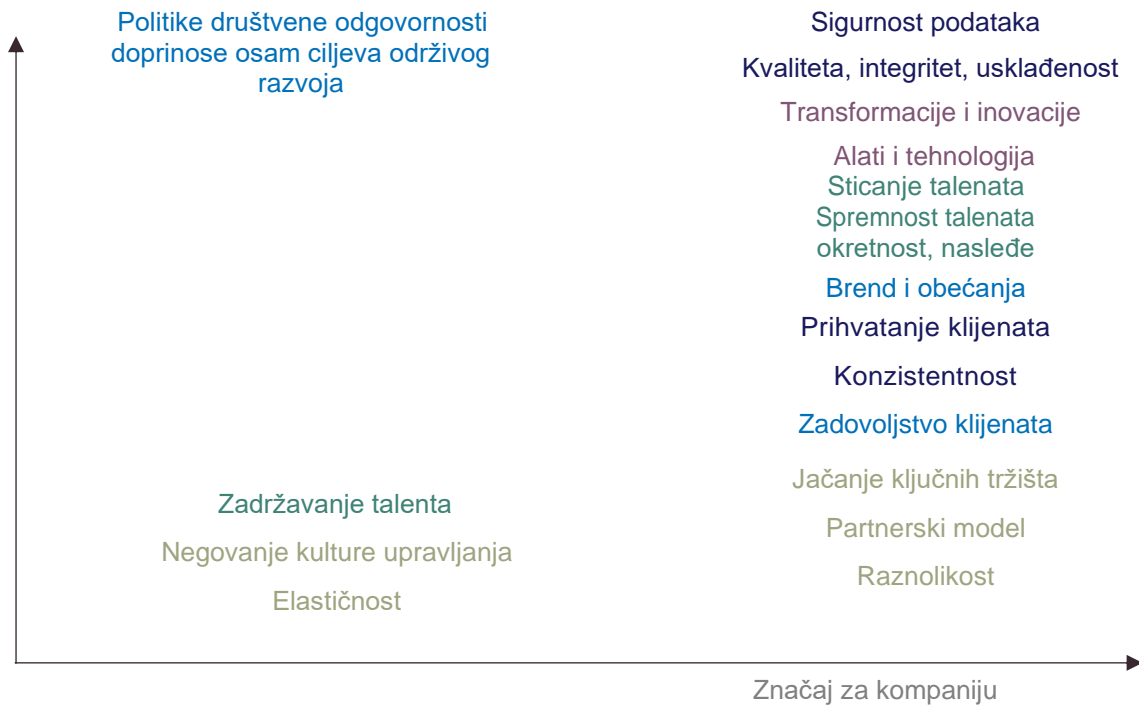 Politike društvene odgovornosti
doprinose osam ciljeva održivog
razvoja
Zadržavanje talenta
Negovanje kulture upravljanja
Elastičnost
Sigurnost podataka
Kvaliteta, integritet, usklađenost
Transformacije i inovacije
Alati i tehnologija
Sticanje talenata
Spremnost talenata
okretnost, nasleđe
Brend i obećanja
Prihvatanje klijenata
Konzistentnost
Zadovoljstvo klijenata
Jačanje ključnih tržišta
Partnerski model
Raznolikost
Značaj za kompaniju